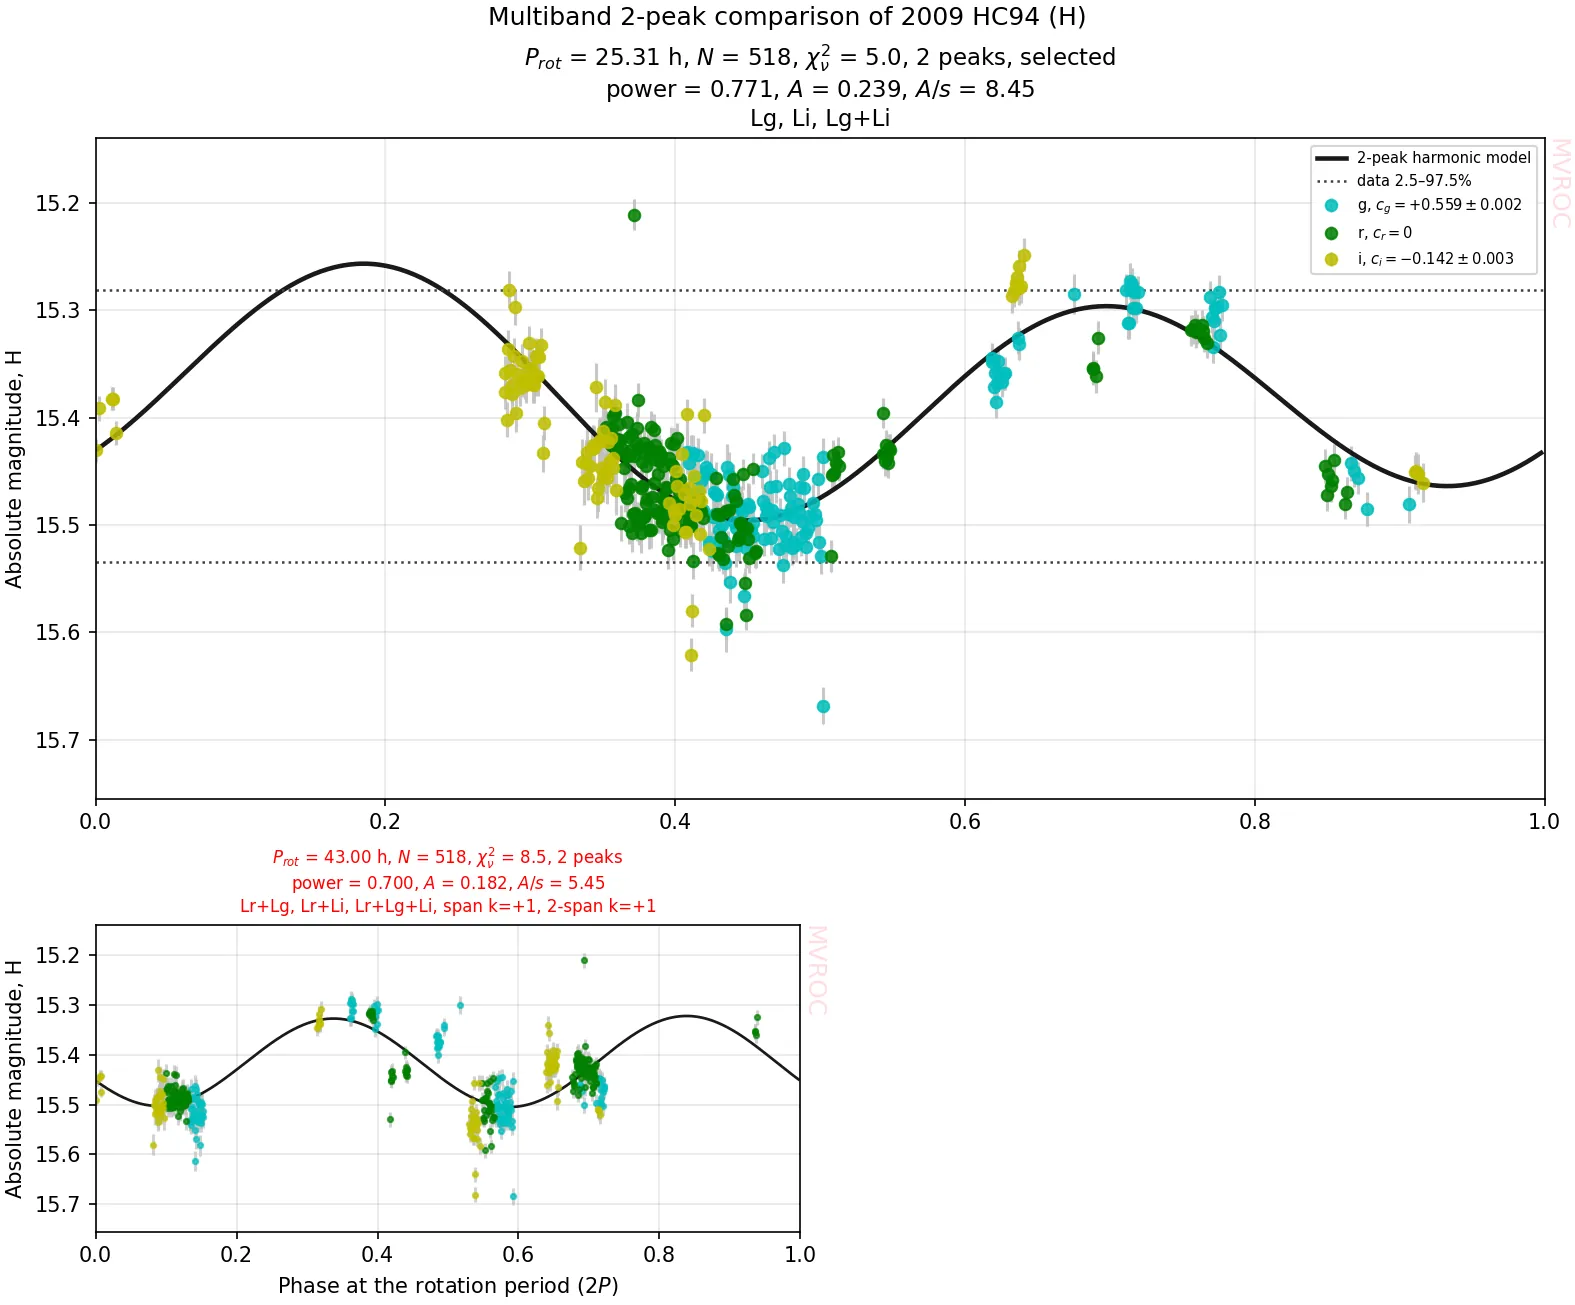 Multiband 2-peak comparison of 2009 HC94 (H)
P_rot = 25.31 h, N = 518, χ²_ν = 5.0, 2 peaks, selected
power = 0.771, A = 0.239, A/s = 8.45
Lg, Li, Lg+Li
MVROC
2-peak harmonic model
data 2.5–97.5%
g, c_g = +0.559 ± 0.002
r, c_r = 0
i, c_i = −0.142 ± 0.003
Absolute magnitude, H
15.2
15.3
15.4
15.5
15.6
15.7
0.0 0.2 0.4 0.6 0.8 1.0
P_rot = 43.00 h, N = 518, χ²_ν = 8.5, 2 peaks
power = 0.700, A = 0.182, A/s = 5.45
Lr+Lg, Lr+Li, Lr+Lg+Li, span k=+1, 2-span k=+1
MVROC
Absolute magnitude, H
15.2
15.3
15.4
15.5
15.6
15.7
0.0 0.2 0.4 0.6 0.8 1.0
Phase at the rotation period (2P)